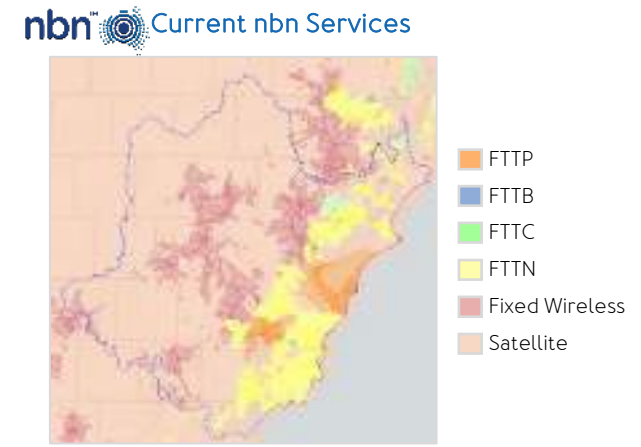 nbn™ Current nbn Services
FTTP
FTTB
FTTC
FTTN
Fixed Wireless
Satellite